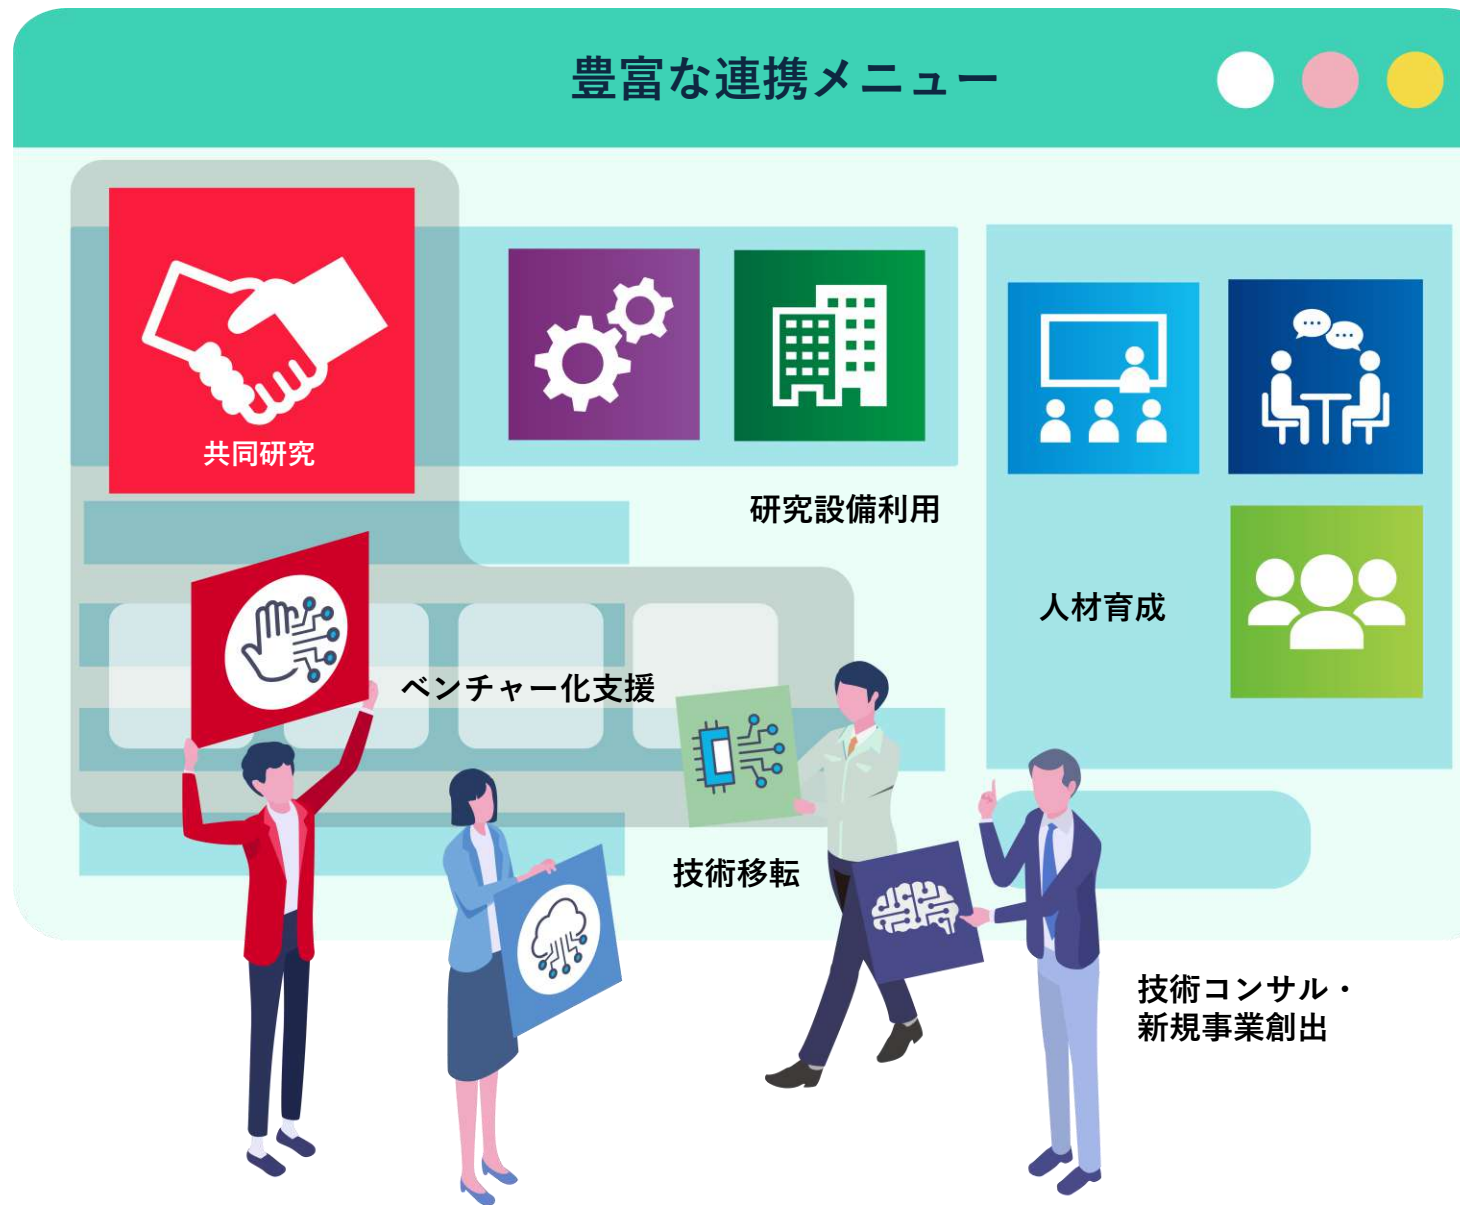 豊富な連携メニュー
共同研究
研究設備利用
人材育成
ベンチャー化支援
技術移転
技術コンサル・
新規事業創出